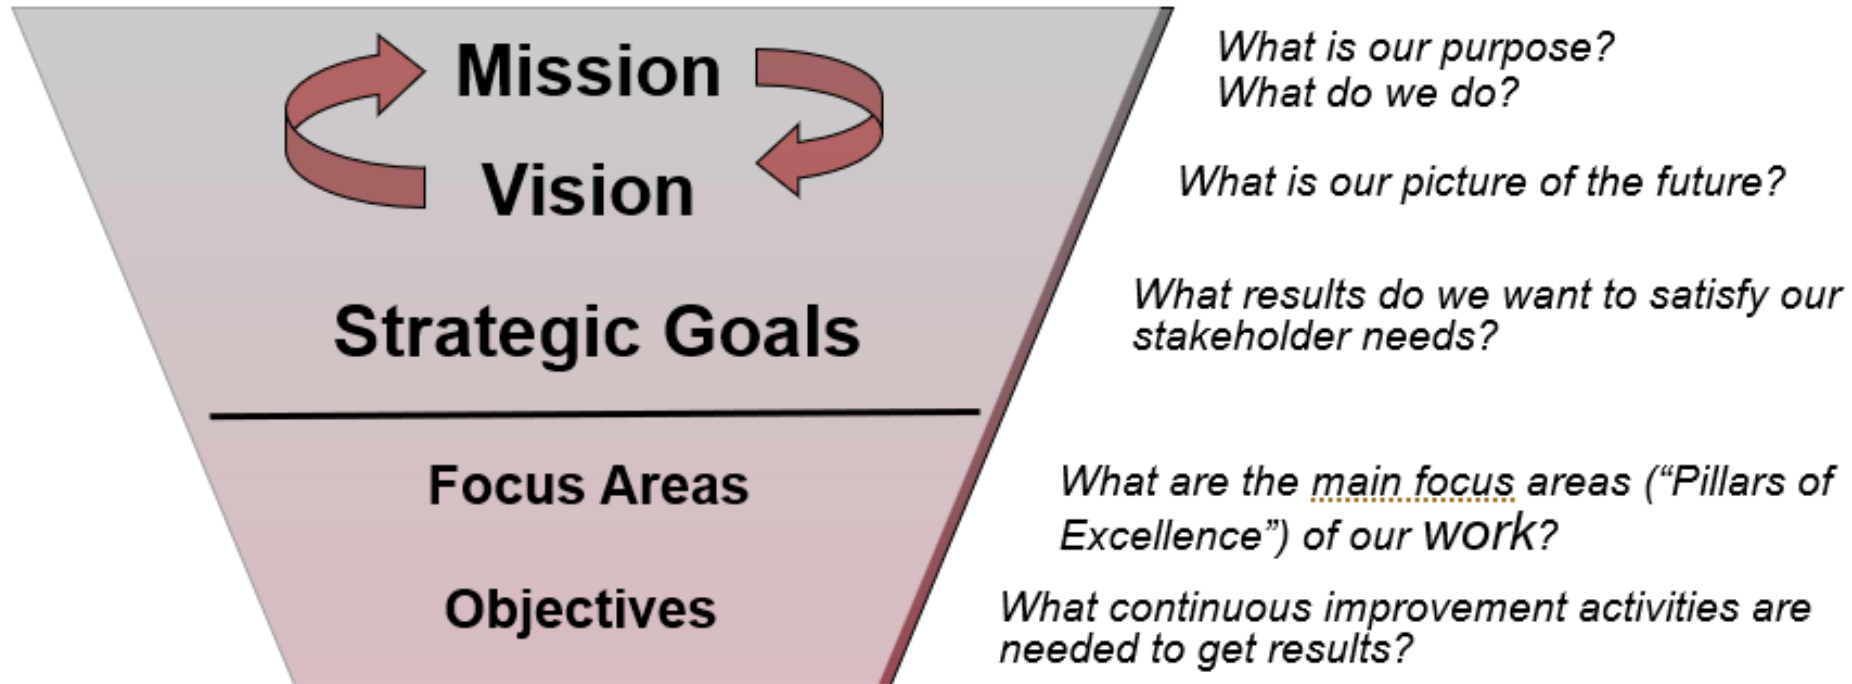 Mission
What is our purpose?
What do we do?
Vision
What is our picture of the future?
Strategic Goals
What results do we want to satisfy our
stakeholder needs?
Focus Areas
What are the main focus areas (“Pillars of
Excellence”) of our work?
Objectives
What continuous improvement activities are
needed to get results?